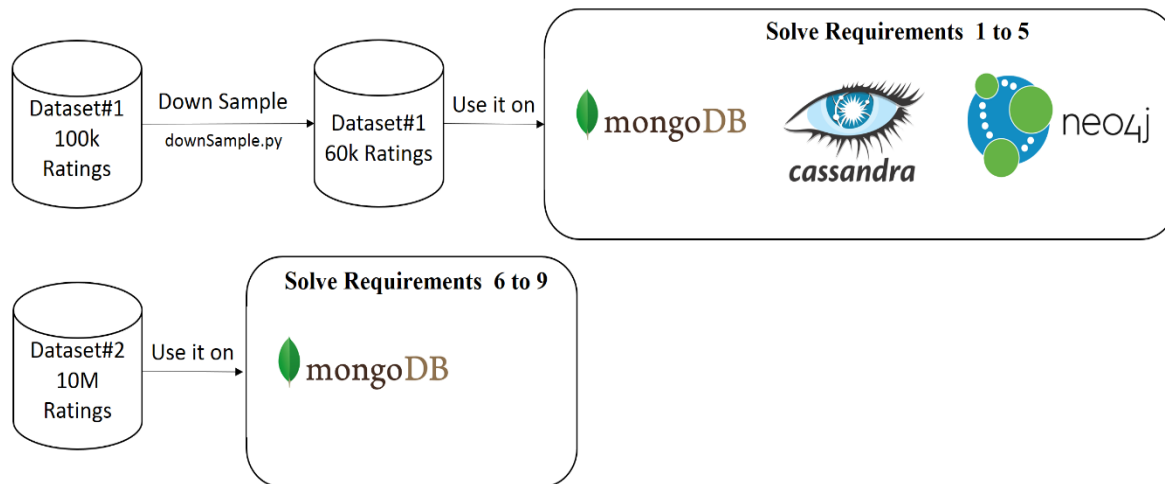 Solve Requirements 1 to 5
Dataset#1
100k
Ratings
Down Sample
downSample.py
Dataset#1
60k Ratings
Use it on
mongoDB
cassandra
neo4j
Solve Requirements 6 to 9
Dataset#2
10M
Ratings
Use it on
mongoDB